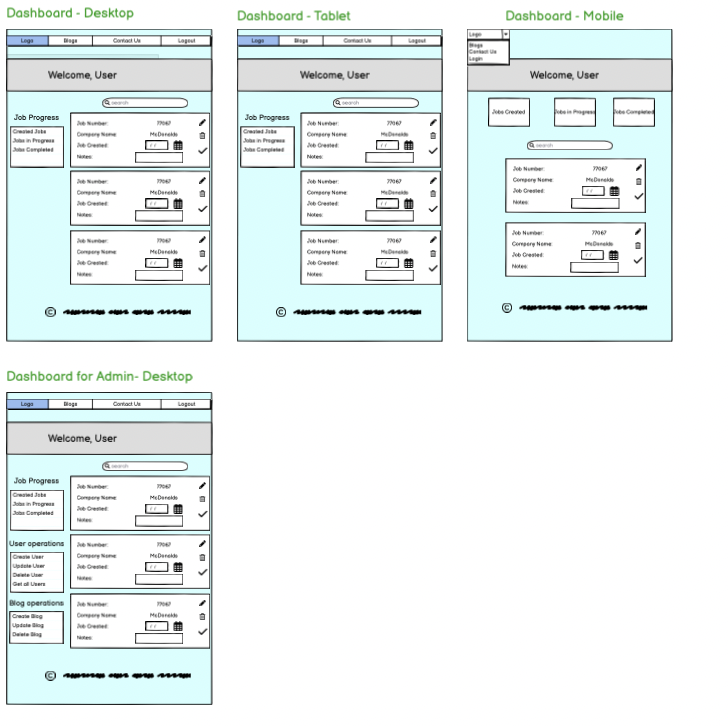 Dashboard - Desktop
Logo Blogs Contact Us Logout
Welcome, User
search
Job Progress
Created Jobs
Jobs in Progress
Jobs Completed
Job Number: 77067
Company Name: McDonalds
Job Created: / /
Notes:
Job Number: 77067
Company Name: McDonalds
Job Created: / /
Notes:
Job Number: 77067
Company Name: McDonalds
Job Created: / /
Notes:
©
Dashboard - Tablet
Logo Blogs Contact Us Logout
Welcome, User
search
Job Progress
Created Jobs
Jobs in Progress
Jobs Completed
Job Number: 77067
Company Name: McDonalds
Job Created: / /
Notes:
Job Number: 77067
Company Name: McDonalds
Job Created: / /
Notes:
Job Number: 77067
Company Name: McDonalds
Job Created: / /
Notes:
©
Dashboard - Mobile
Logo
Blogs
Contact Us
Login
Welcome, User
Jobs Created Jobs in Progress Jobs Completed
search
Job Number: 77067
Company Name: McDonalds
Job Created: / /
Notes:
Job Number: 77067
Company Name: McDonalds
Job Created: / /
Notes:
©
Dashboard for Admin- Desktop
Logo Blogs Contact Us Logout
Welcome, User
search
Job Progress
Created Jobs
Jobs in Progress
Jobs Completed
User operations
Create User
Update User
Delete User
Get all Users
Blog operations
Create Blog
Update Blog
Delete Blog
Job Number: 77067
Company Name: McDonalds
Job Created: / /
Notes:
Job Number: 77067
Company Name: McDonalds
Job Created: / /
Notes:
Job Number: 77067
Company Name: McDonalds
Job Created: / /
Notes:
©